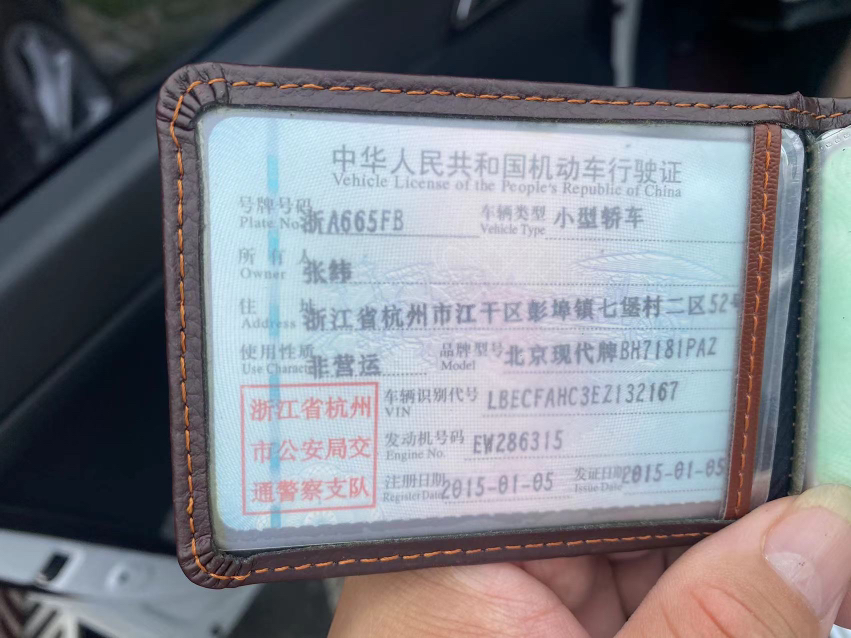 中华人民共和国机动车行驶证
Vehicle License of the People's Republic of China
号牌号码 浙A665FB 车辆类型 小型轿车
Plate No. Vehicle Type
所有人 张纬
Owner
住址 浙江省杭州市江干区彭埠镇七堡村二区52
Address
使用性质 非营运 品牌型号 北京现代牌BH7181PAZ
Use Character Model
浙江省杭州
市公安局交
通警察支队
车辆识别代号 LBECFAHC3EZ132167
VIN
发动机号码 EW286315
Engine No.
注册日期 2015-01-05 发证日期 2015-01-05
Register Date Issue Date